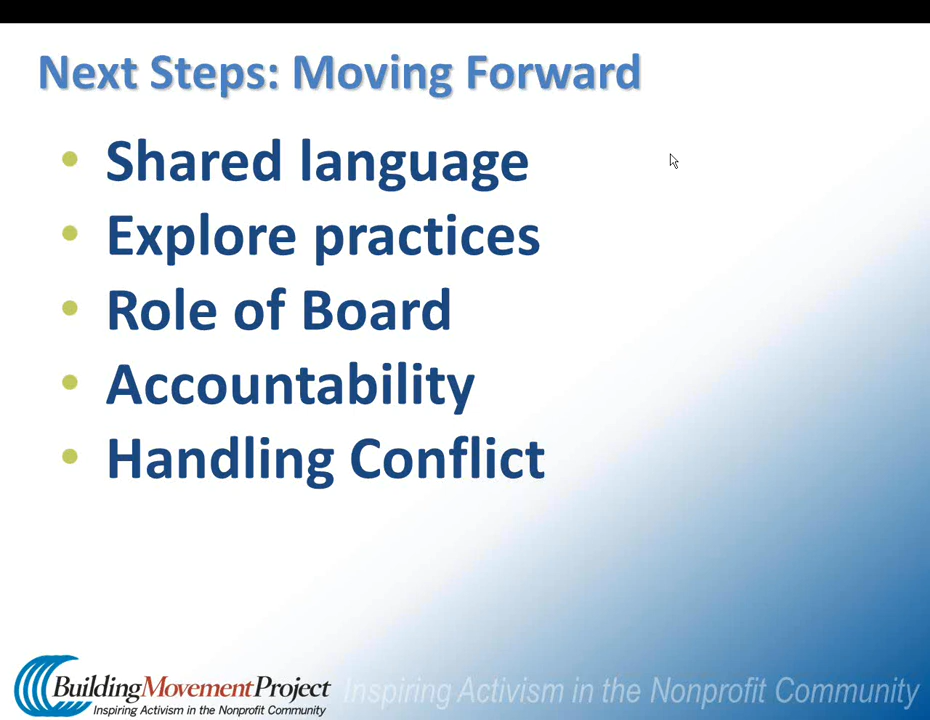 Next Steps: Moving Forward
• Shared language
• Explore practices
• Role of Board
• Accountability
• Handling Conflict
BuildingMovementProject
Inspiring Activism in the Nonprofit Community
Inspiring Activism in the Nonprofit Community